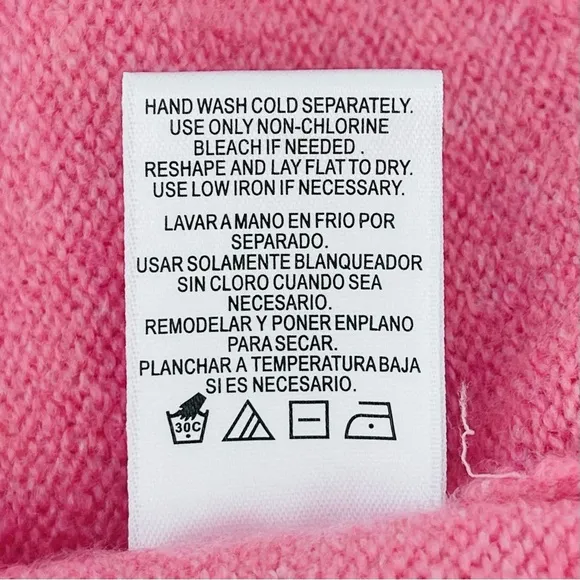 HAND WASH COLD SEPARATELY.
USE ONLY NON-CHLORINE
BLEACH IF NEEDED .
RESHAPE AND LAY FLAT TO DRY.
USE LOW IRON IF NECESSARY.
LAVAR A MANO EN FRIO POR
SEPARADO.
USAR SOLAMENTE BLANQUEADOR
SIN CLORO CUANDO SEA
NECESARIO.
REMODELAR Y PONER ENPLANO
PARA SECAR.
PLANCHAR A TEMPERATURA BAJA
SI ES NECESARIO.
30C